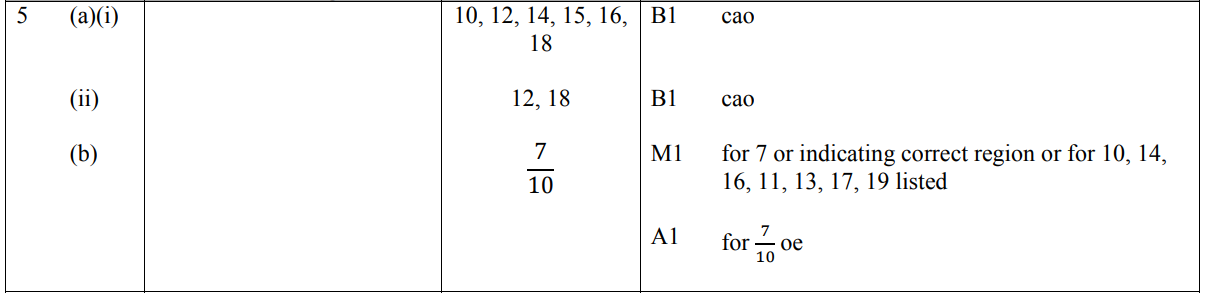 5 (a)(i) 10, 12, 14, 15, 16, B1 cao
18
(ii) 12, 18 B1 cao
(b) 7/10 M1 for 7 or indicating correct region or for 10, 14,
16, 11, 13, 17, 19 listed
A1 for 7/10 oe